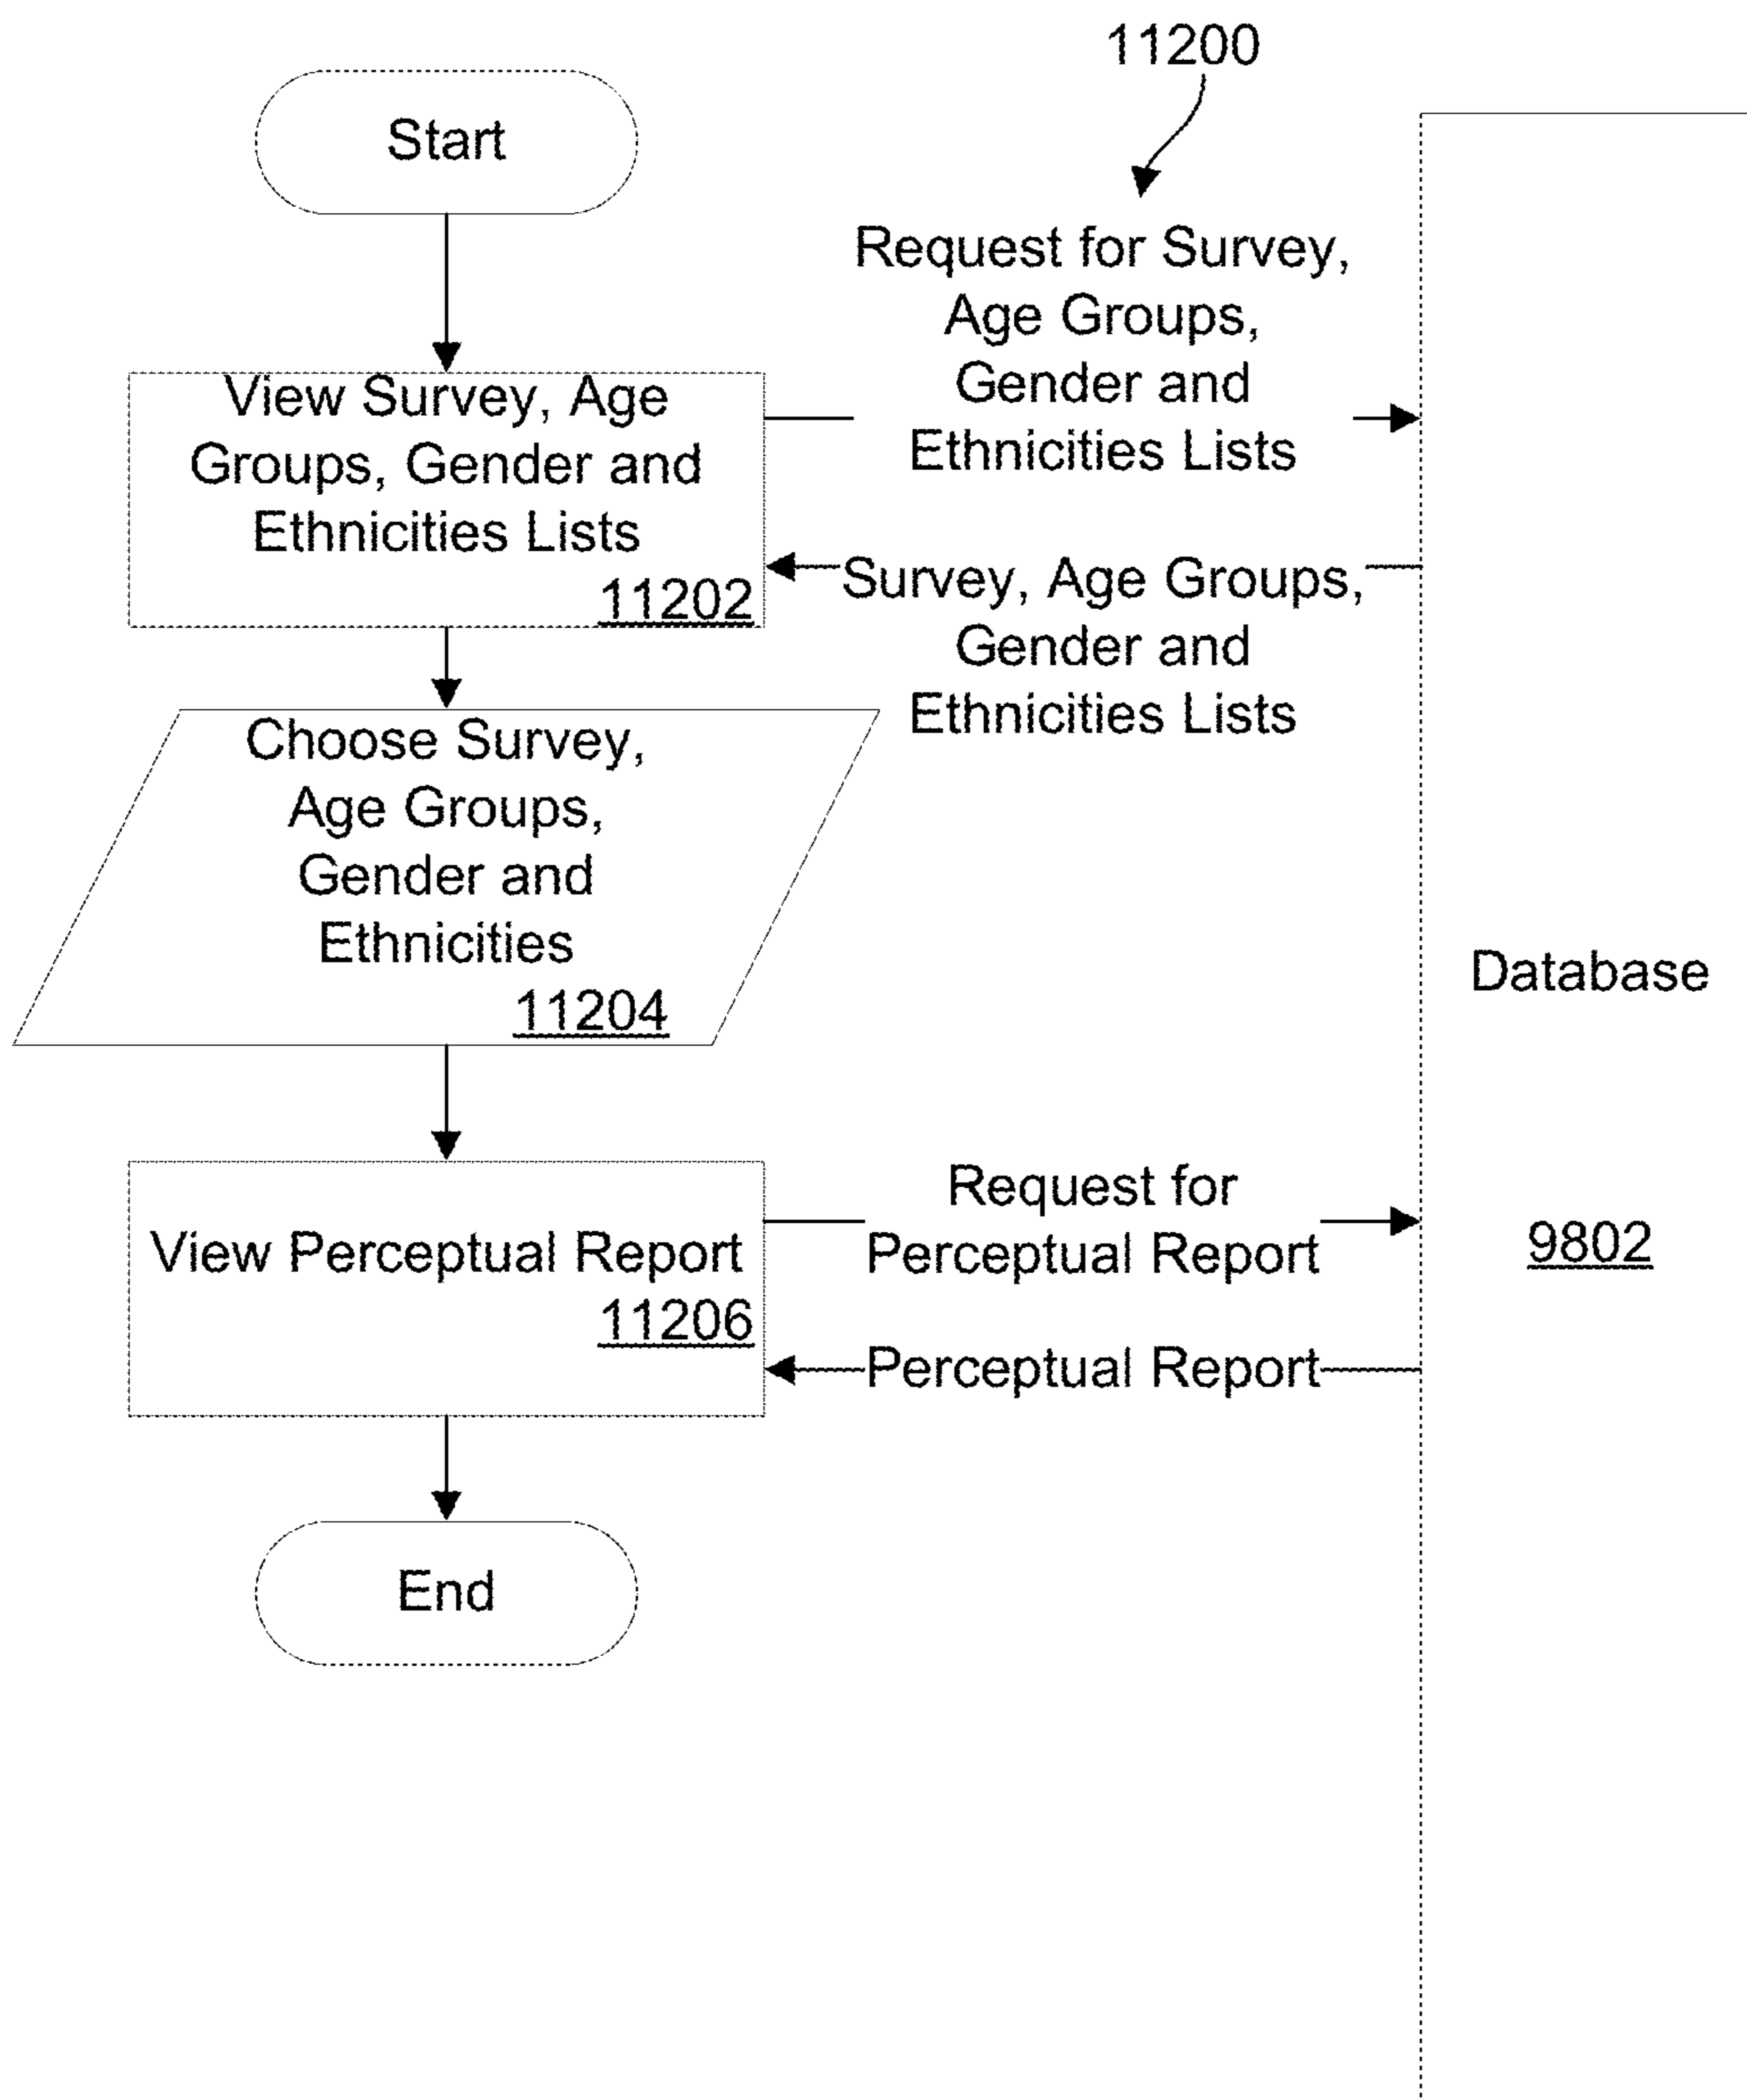 11200
Start
Request for Survey,
Age Groups,
Gender and
Ethnicities Lists
View Survey, Age
Groups, Gender and
Ethnicities Lists
11202
Survey, Age Groups,
Gender and
Ethnicities Lists
Choose Survey,
Age Groups,
Gender and
Ethnicities
11204
Database
9802
View Perceptual Report
11206
Request for
Perceptual Report
Perceptual Report
End